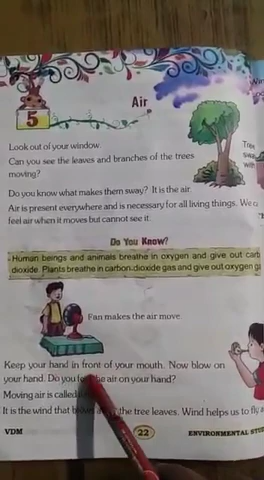 5
Air
Look out of your window
Can you see the leaves and branches of the trees
moving?
Do you know what makes them sway? It is the air.
Air is present everywhere and is necessary for all living things. We
feel air when it moves but cannot see it.
Do You Know?
Human beings and animals breathe in oxygen and give out carb
dioxide. Plants breathe in carbon-dioxide gas and give out oxygen
Fan makes the air move
Keep your hand in front of your mouth. Now blow on
your hand. Do you the air on your hand?
Moving air is called
It is the wind that the tree leaves. Wind helps us to fly
VDM
22
ENVIRONMENTAL STU